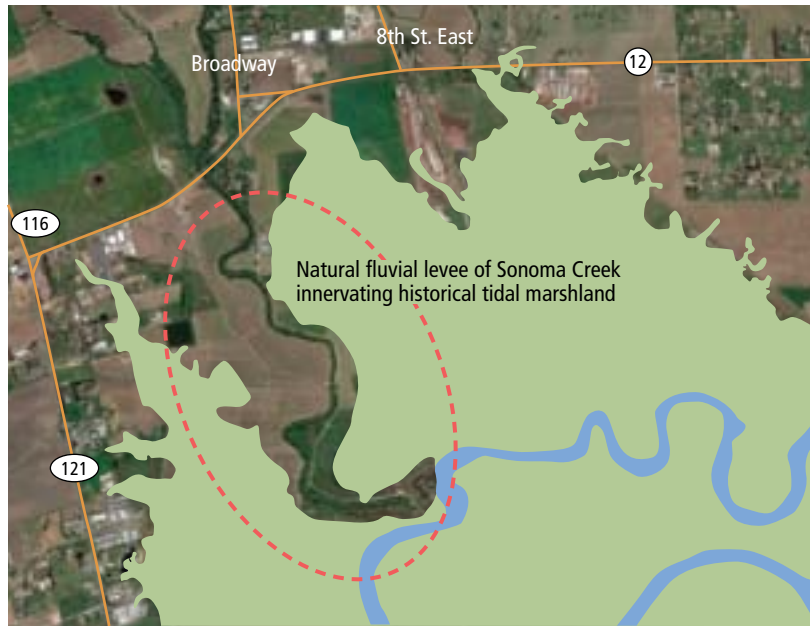 8th St. East
Broadway
12
116
Natural fluvial levee of Sonoma Creek
innervating historical tidal marshland
121